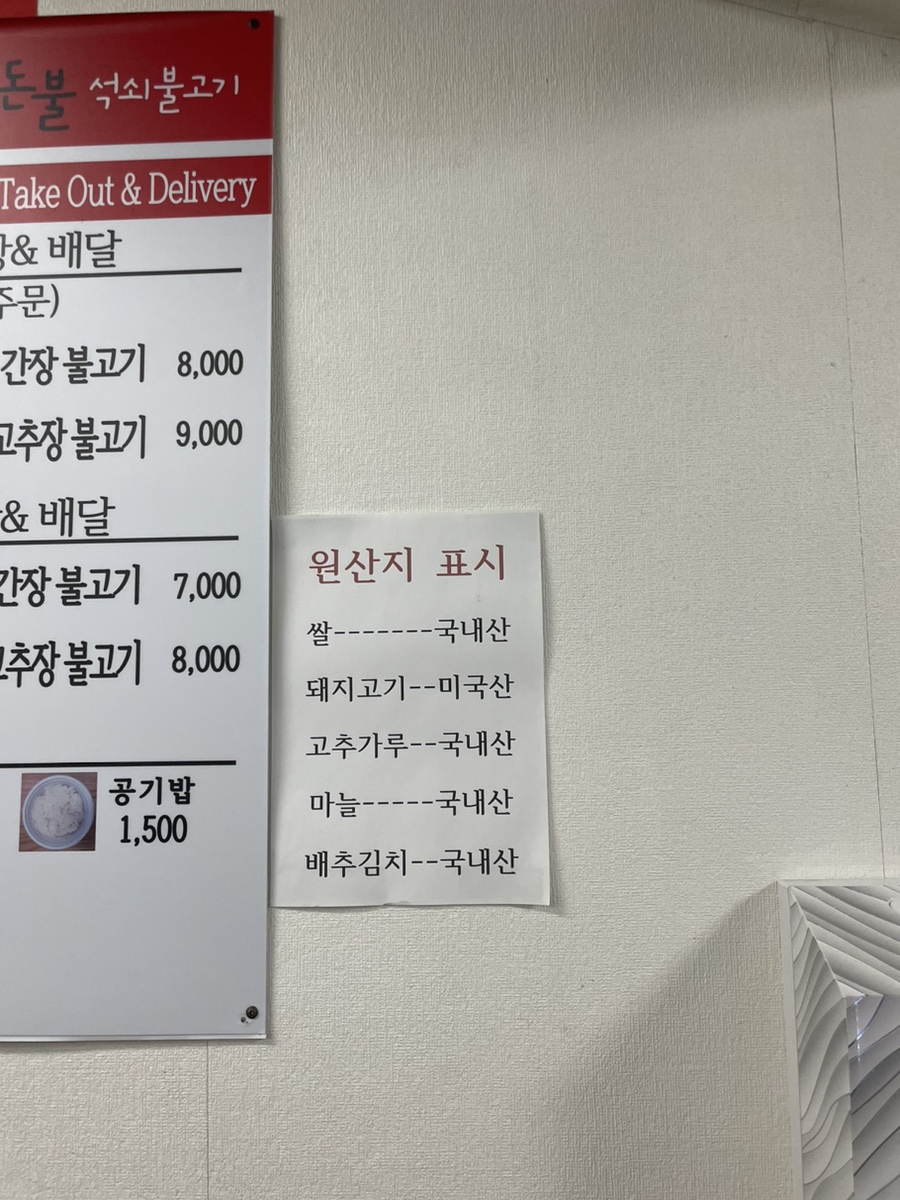 돈불 석쇠불고기
Take Out & Delivery
& 배달
주문)
간장 불고기 8,000
고추장 불고기 9,000
& 배달
간장 불고기 7,000
고추장 불고기 8,000
공기밥
1,500
원산지 표시
쌀-------국내산
돼지고기--미국산
고추가루--국내산
마늘-----국내산
배추김치--국내산